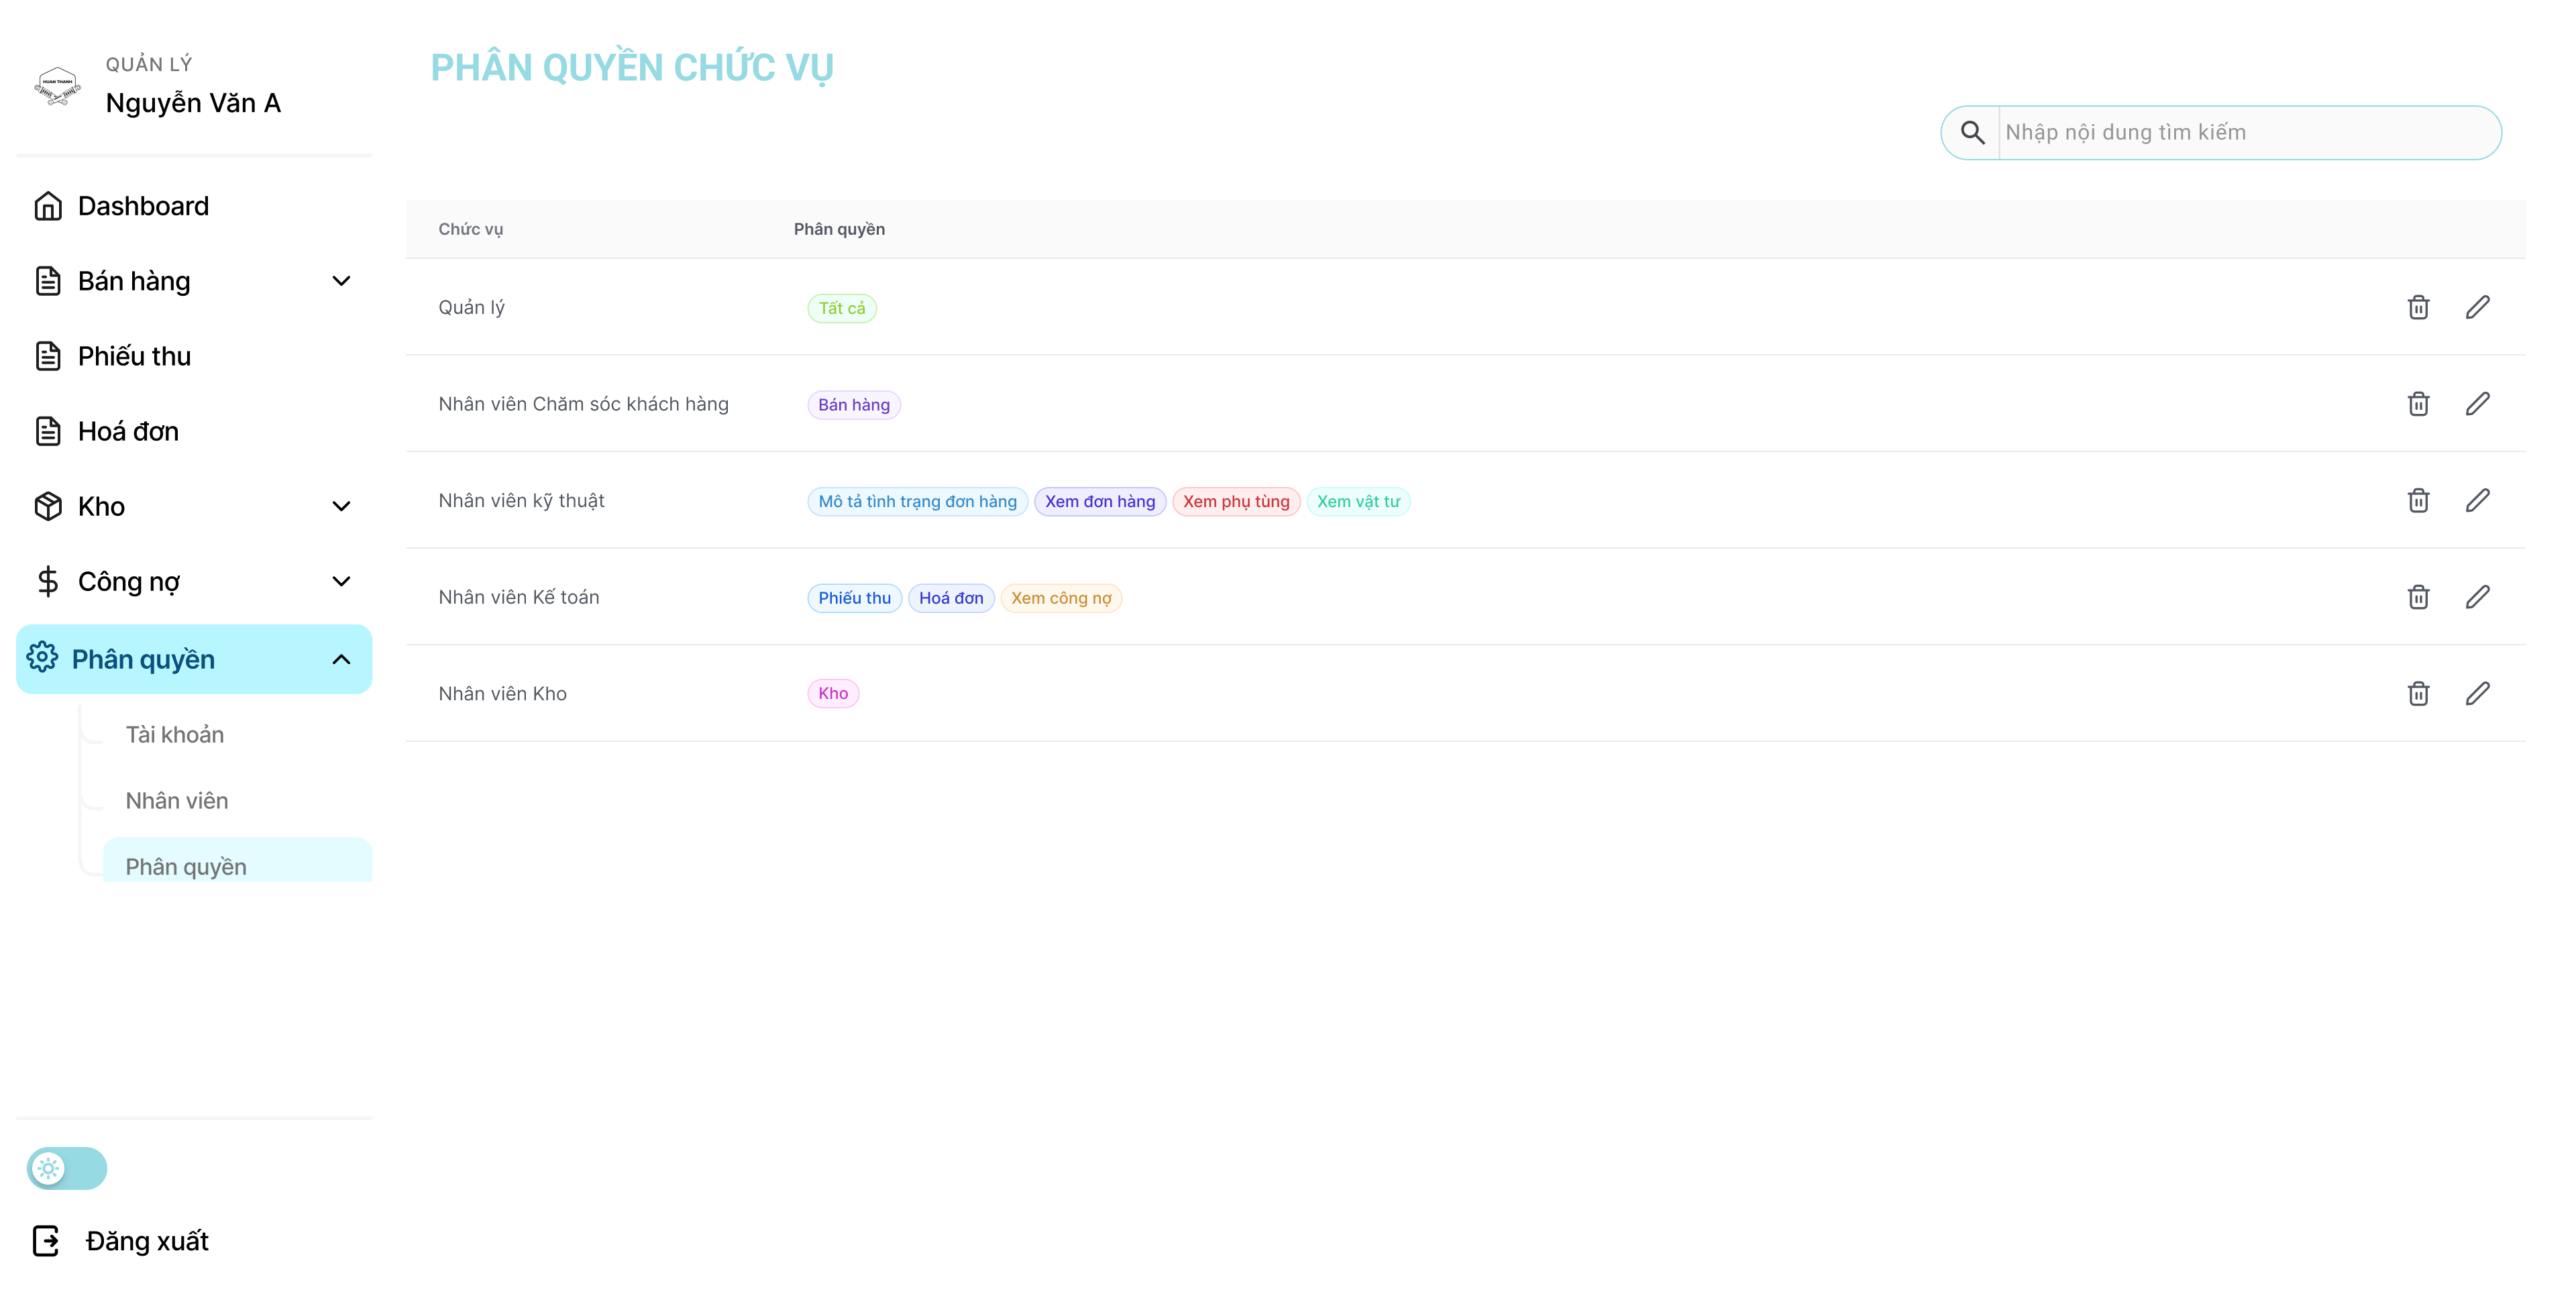 HUAN THANH
QUẢN LÝ
Nguyễn Văn A
Dashboard
Bán hàng
Phiếu thu
Hoá đơn
Kho
Công nợ
Phân quyền
Tài khoản
Nhân viên
Phân quyền
Đăng xuất
PHÂN QUYỀN CHỨC VỤ
Nhập nội dung tìm kiếm
Chức vụ Phân quyền
Quản lý Tất cả
Nhân viên Chăm sóc khách hàng Bán hàng
Nhân viên kỹ thuật Mô tả tình trạng đơn hàng Xem đơn hàng Xem phụ tùng Xem vật tư
Nhân viên Kế toán Phiếu thu Hoá đơn Xem công nợ
Nhân viên Kho Kho